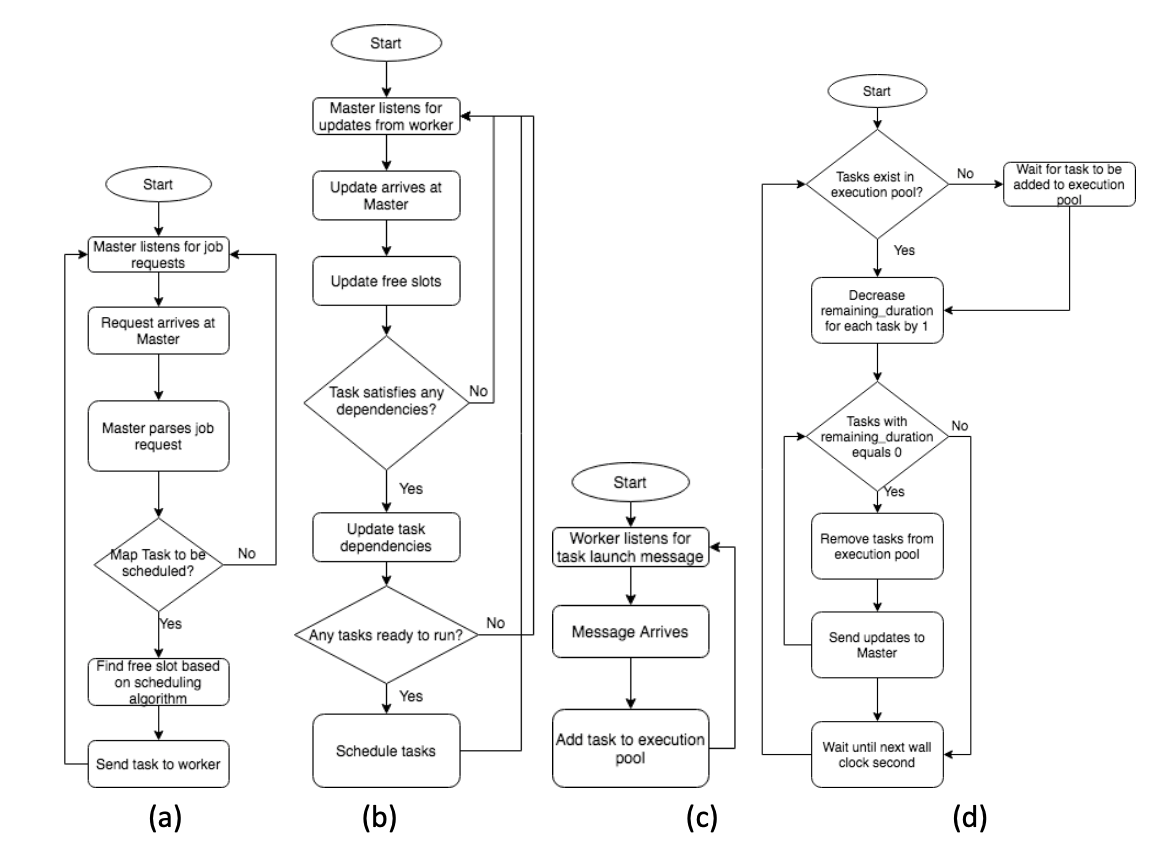 Start
Master listens for job
requests
Request arrives at
Master
Master parses job
request
Map Task to be
scheduled?
No
Yes
Find free slot based
on scheduling
algorithm
Send task to worker
(a)
Start
Master listens for
updates from worker
Update arrives at
Master
Update free slots
Task satisfies any
dependencies?
No
Yes
Update task
dependencies
Any tasks ready to run?
No
Yes
Schedule tasks
(b)
Start
Worker listens for
task launch message
Message Arrives
Add task to execution
pool
(c)
Start
Tasks exist in
execution pool?
No
Wait for task to be
added to execution
pool
Yes
Decrease
remaining_duration
for each task by 1
Tasks with
remaining_duration
equals 0
No
Yes
Remove tasks from
execution pool
Send updates to
Master
Wait until next wall
clock second
(d)